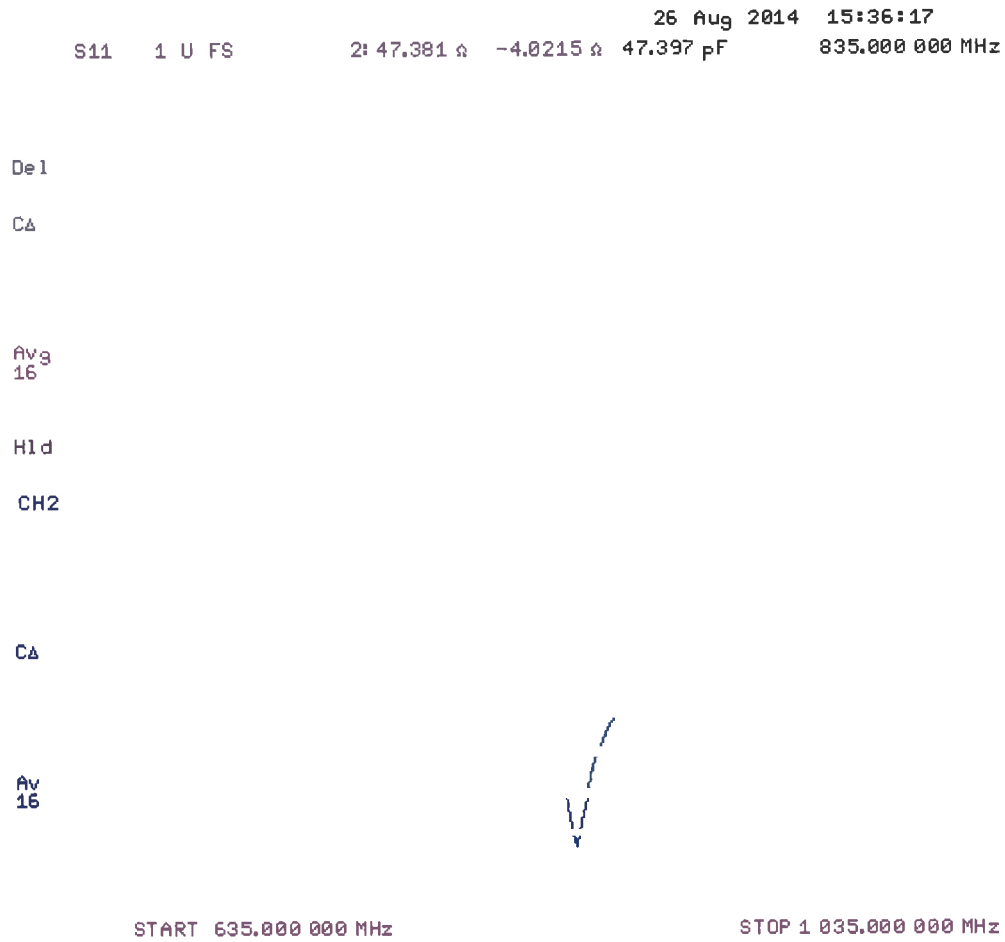 26 Aug 2014 15:36:17
S11 1 U FS 2: 47.381 Ω -4.0215 Ω 47.397 pF 835.000 000 MHz
Del
CΔ
Avg
16
Hld
CH2
CΔ
Av
16
START 635.000 000 MHz STOP 1 035.000 000 MHz